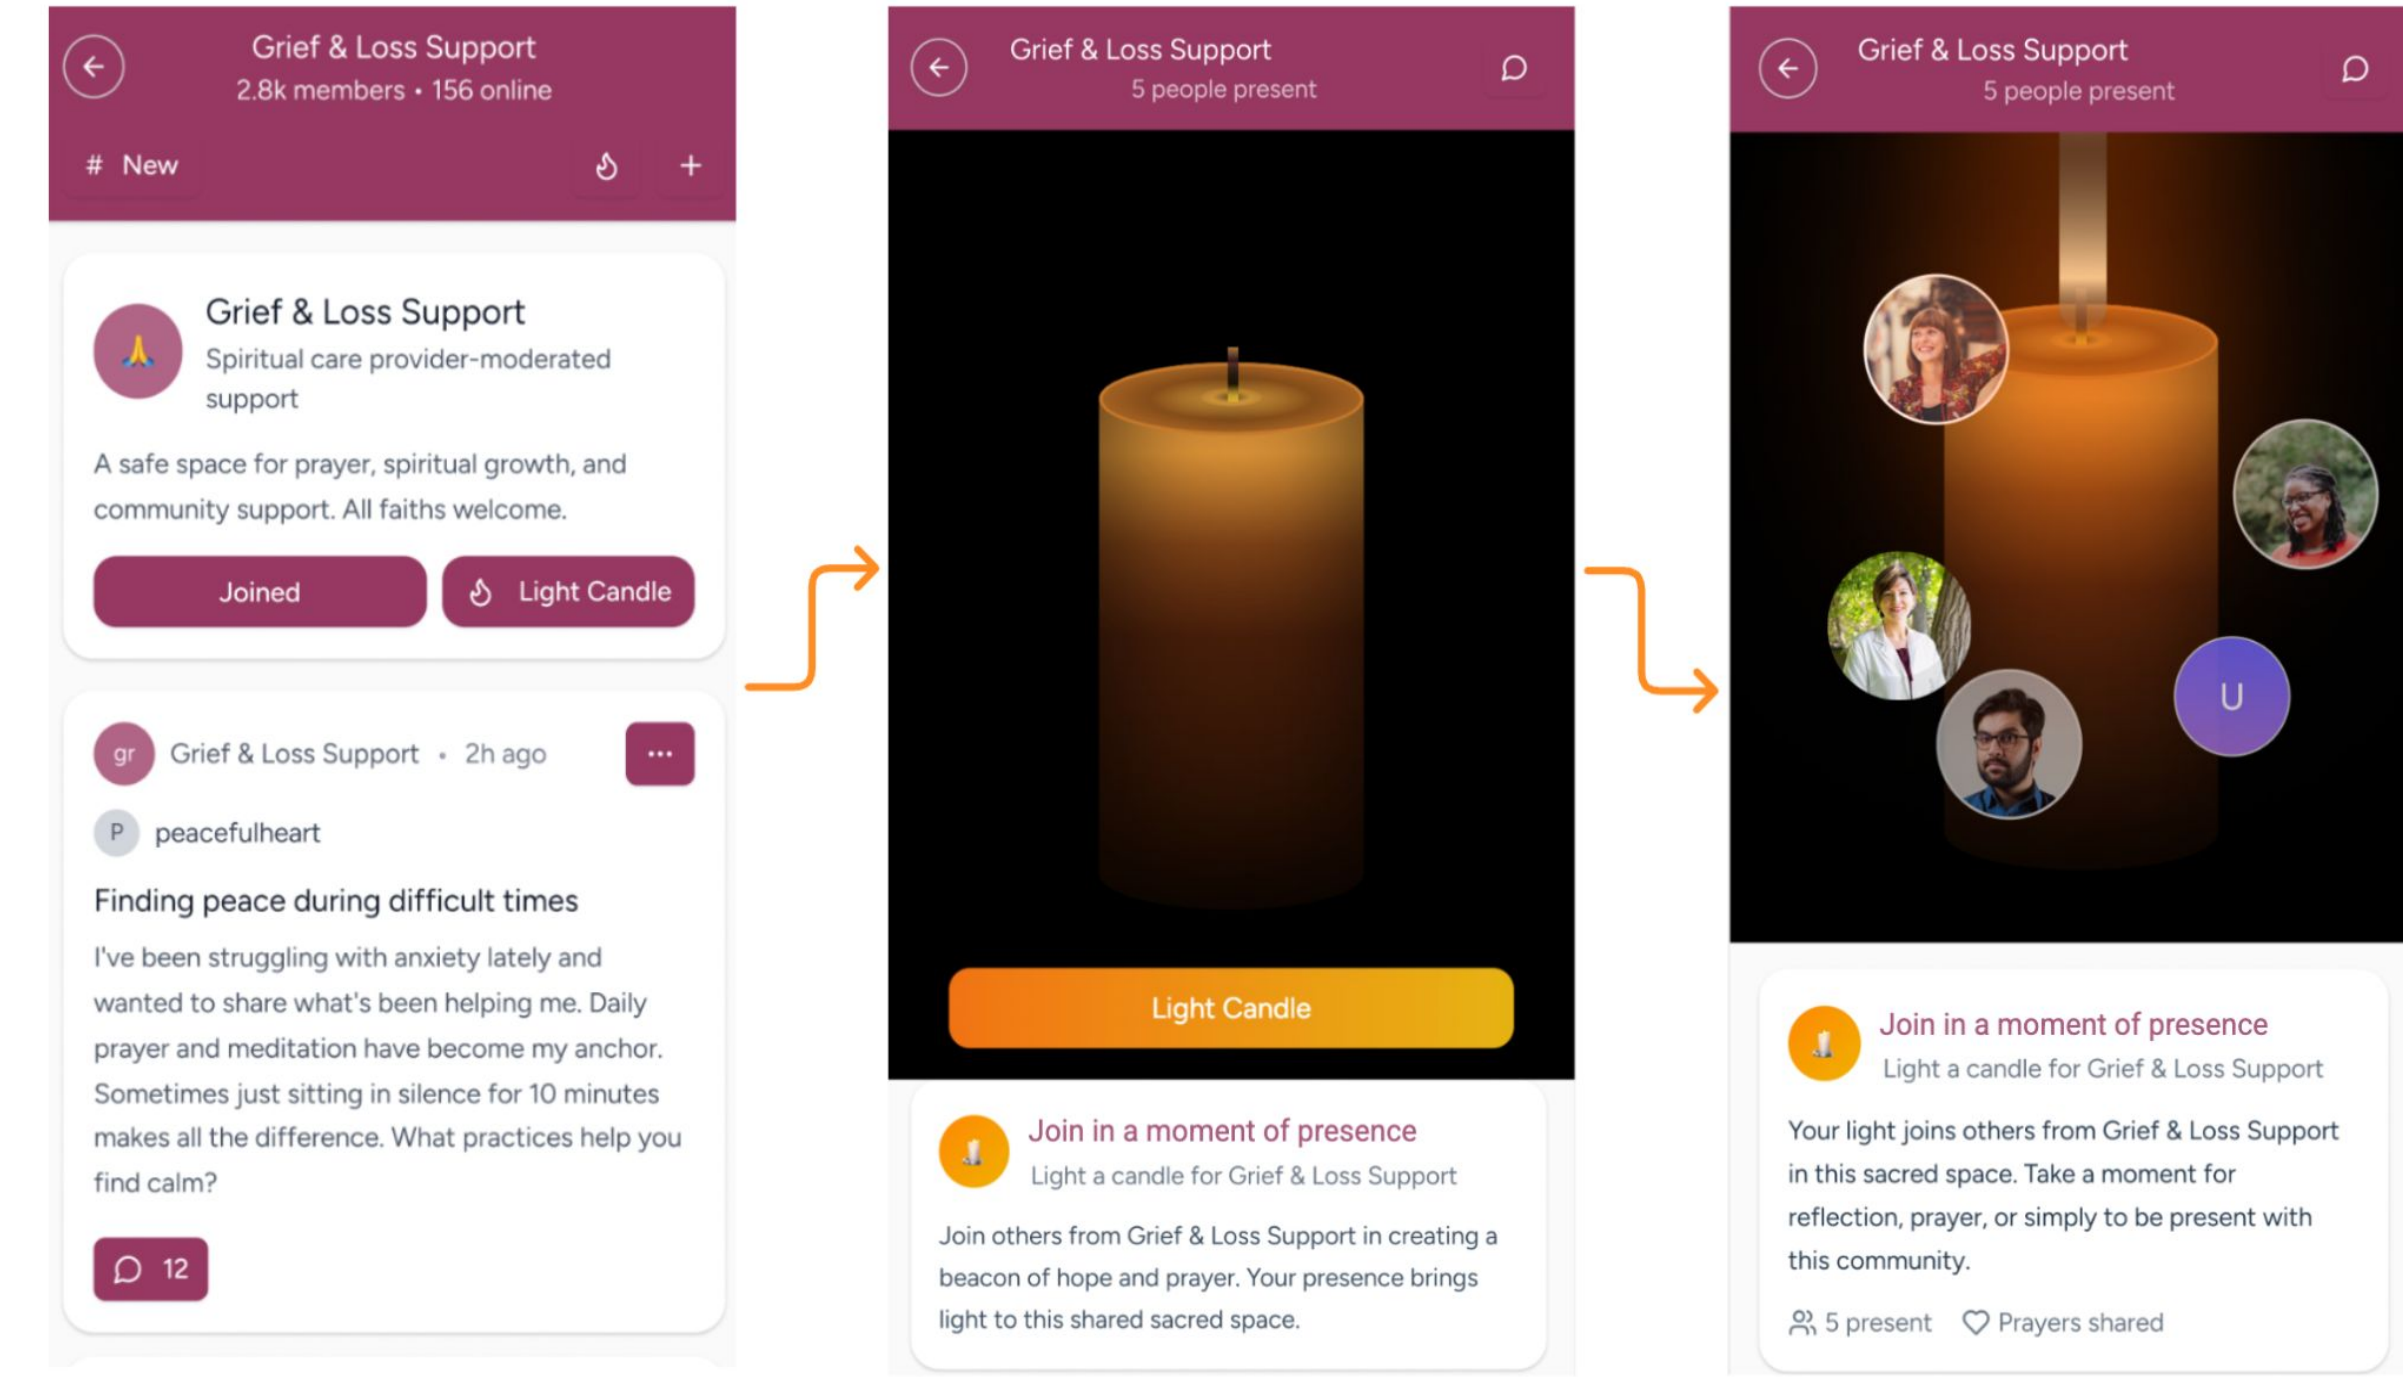 Grief & Loss Support
2.8k members • 156 online
# New
+
Grief & Loss Support
Spiritual care provider-moderated
support
A safe space for prayer, spiritual growth, and
community support. All faiths welcome.
Joined
Light Candle
gr Grief & Loss Support • 2h ago
P peacefulheart
Finding peace during difficult times
I've been struggling with anxiety lately and
wanted to share what's been helping me. Daily
prayer and meditation have become my anchor.
Sometimes just sitting in silence for 10 minutes
makes all the difference. What practices help you
find calm?
12
Grief & Loss Support
5 people present
Light Candle
Join in a moment of presence
Light a candle for Grief & Loss Support
Join others from Grief & Loss Support in creating a
beacon of hope and prayer. Your presence brings
light to this shared sacred space.
Grief & Loss Support
5 people present
U
Join in a moment of presence
Light a candle for Grief & Loss Support
Your light joins others from Grief & Loss Support
in this sacred space. Take a moment for
reflection, prayer, or simply to be present with
this community.
5 present
Prayers shared